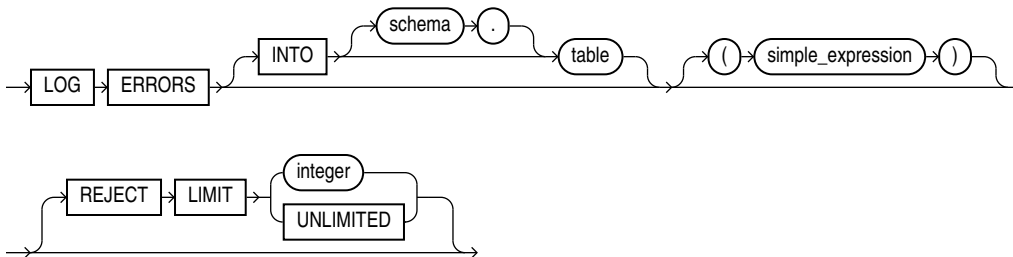 schema .
INTO table ( simple_expression )
LOG ERRORS
integer
REJECT LIMIT
UNLIMITED